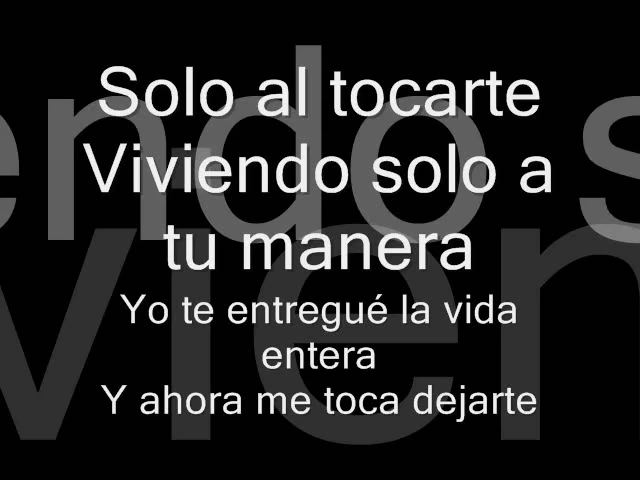 Solo al tocarte
Viviendo solo a
tu manera
Yo te entregué la vida
entera
Y ahora me toca dejarte